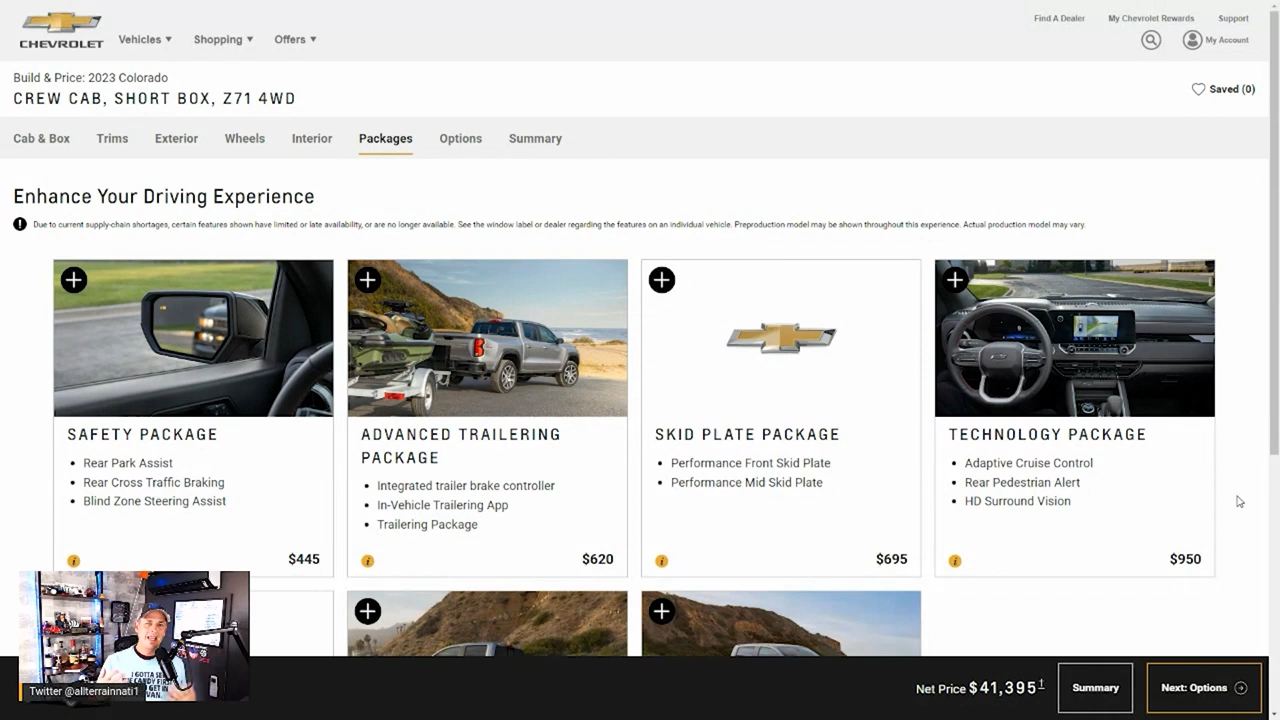 CHEVROLET
Vehicles ▼
Shopping ▼
Offers ▼
Find A Dealer
My Chevrolet Rewards
Support
My Account
Build & Price: 2023 Colorado
CREW CAB, SHORT BOX, Z71 4WD
Saved (0)
Cab & Box
Trims
Exterior
Wheels
Interior
Packages
Options
Summary
Enhance Your Driving Experience
Due to current supply-chain shortages, certain features shown have limited or late availability, or are no longer available. See the window label or dealer regarding the features on an individual vehicle. Preproduction model may be shown throughout this experience. Actual production model may vary.
SAFETY PACKAGE
• Rear Park Assist
• Rear Cross Traffic Braking
• Blind Zone Steering Assist
$445
ADVANCED TRAILERING
PACKAGE
• Integrated trailer brake controller
• In-Vehicle Trailering App
• Trailering Package
$620
SKID PLATE PACKAGE
• Performance Front Skid Plate
• Performance Mid Skid Plate
$695
TECHNOLOGY PACKAGE
• Adaptive Cruise Control
• Rear Pedestrian Alert
• HD Surround Vision
$950
I GOTTA SEE
Twitter @allterrainnati1
Net Price $41,395¹
Summary
Next: Options